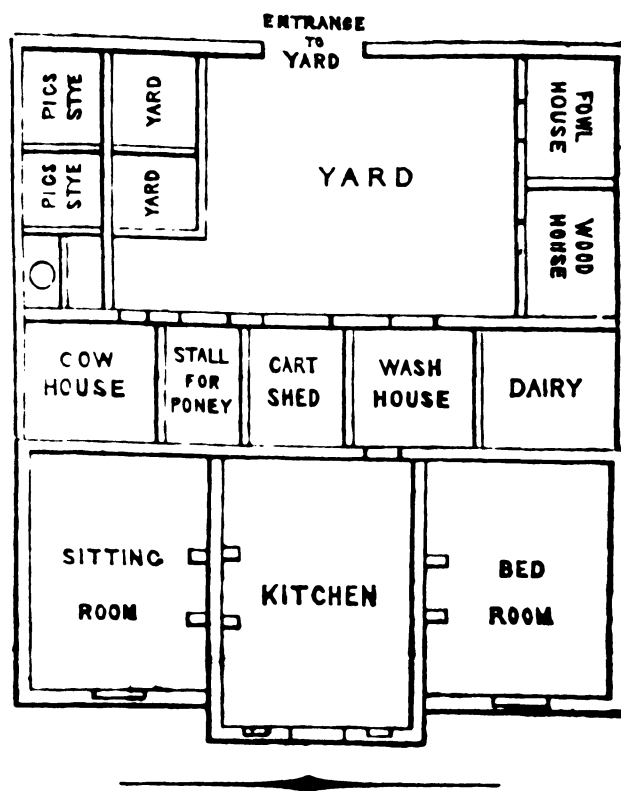 ENTRANCE
TO
YARD
PIGS
STYE
YARD
YARD
FOWL
HOUSE
PIGS
STYE
YARD
WOOD
HOUSE
COW
HOUSE
STALL
FOR
PONEY
CART
SHED
WASH
HOUSE
DAIRY
SITTING
ROOM
KITCHEN
BED
ROOM